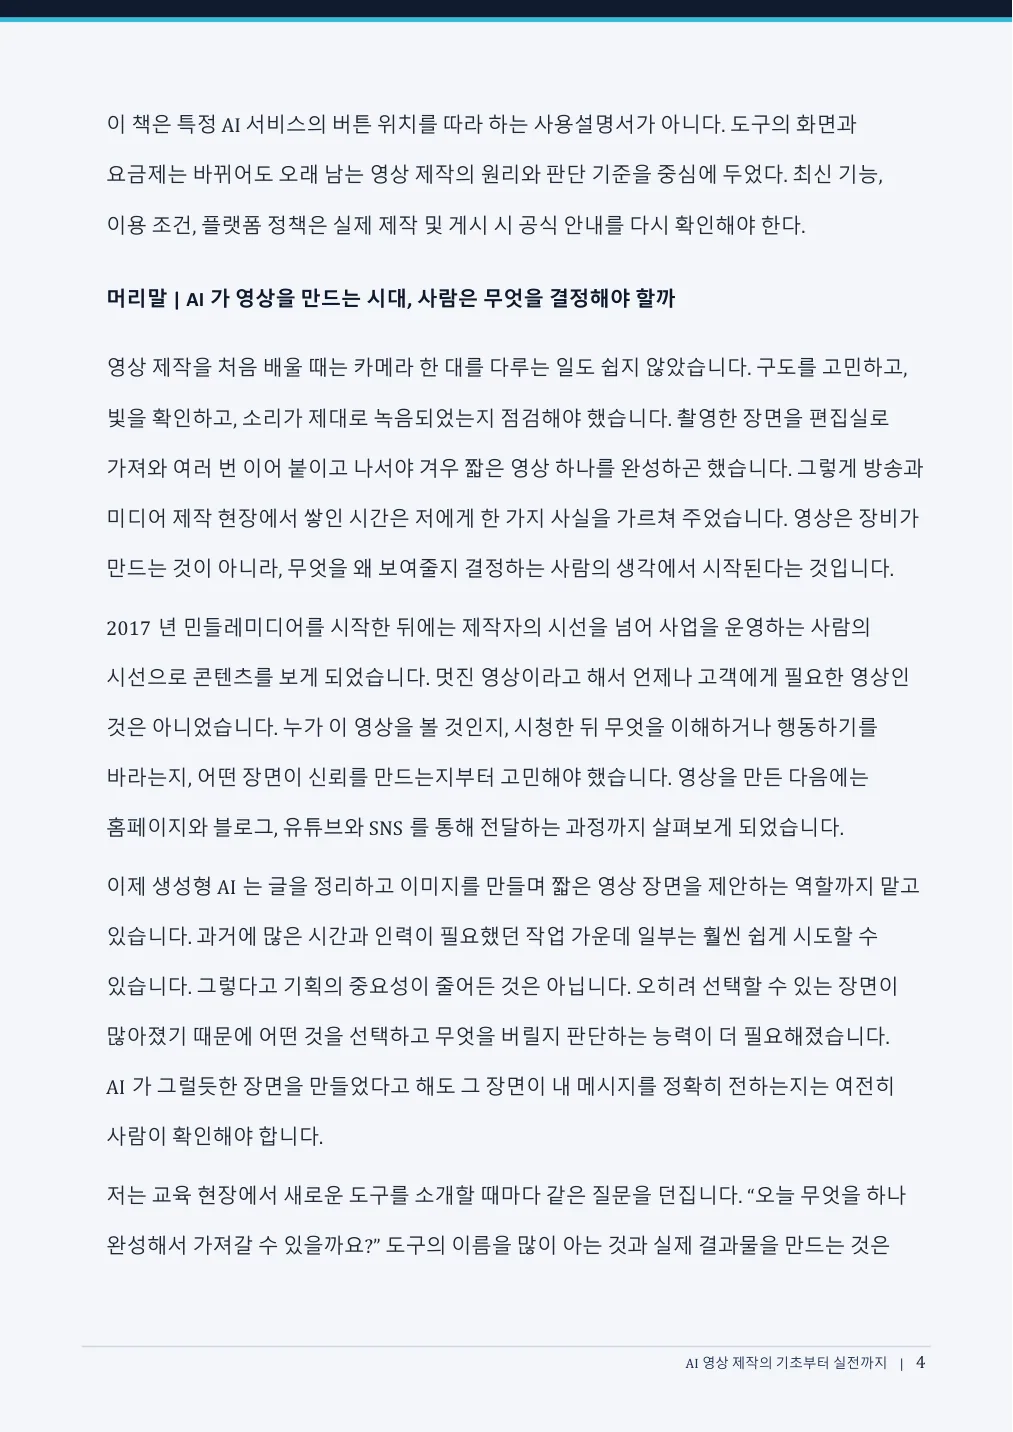 이 책은 특정 AI 서비스의 버튼 위치를 따라 하는 사용설명서가 아니다. 도구의 화면과
요금제는 바뀌어도 오래 남는 영상 제작의 원리와 판단 기준을 중심에 두었다. 최신 기능,
이용 조건, 플랫폼 정책은 실제 제작 및 게시 시 공식 안내를 다시 확인해야 한다.
머리말 | AI 가 영상을 만드는 시대, 사람은 무엇을 결정해야 할까
영상 제작을 처음 배울 때는 카메라 한 대를 다루는 일도 쉽지 않았습니다. 구도를 고민하고,
빛을 확인하고, 소리가 제대로 녹음되었는지 점검해야 했습니다. 촬영한 장면을 편집실로
가져와 여러 번 이어 붙이고 나서야 겨우 짧은 영상 하나를 완성하곤 했습니다. 그렇게 방송과
미디어 제작 현장에서 쌓인 시간은 저에게 한 가지 사실을 가르쳐 주었습니다. 영상은 장비가
만드는 것이 아니라, 무엇을 왜 보여줄지 결정하는 사람의 생각에서 시작된다는 것입니다.
2017 년 민들레미디어를 시작한 뒤에는 제작자의 시선을 넘어 사업을 운영하는 사람의
시선으로 콘텐츠를 보게 되었습니다. 멋진 영상이라고 해서 언제나 고객에게 필요한 영상인
것은 아니었습니다. 누가 이 영상을 볼 것인지, 시청한 뒤 무엇을 이해하거나 행동하기를
바라는지, 어떤 장면이 신뢰를 만드는지부터 고민해야 했습니다. 영상을 만든 다음에는
홈페이지와 블로그, 유튜브와 SNS 를 통해 전달하는 과정까지 살펴보게 되었습니다.
이제 생성형 AI 는 글을 정리하고 이미지를 만들며 짧은 영상 장면을 제안하는 역할까지 맡고
있습니다. 과거에 많은 시간과 인력이 필요했던 작업 가운데 일부는 훨씬 쉽게 시도할 수
있습니다. 그렇다고 기획의 중요성이 줄어든 것은 아닙니다. 오히려 선택할 수 있는 장면이
많아졌기 때문에 어떤 것을 선택하고 무엇을 버릴지 판단하는 능력이 더 필요해졌습니다.
AI 가 그럴듯한 장면을 만들었다고 해도 그 장면이 내 메시지를 정확히 전하는지는 여전히
사람이 확인해야 합니다.
저는 교육 현장에서 새로운 도구를 소개할 때마다 같은 질문을 던집니다. “오늘 무엇을 하나
완성해서 가져갈 수 있을까요?” 도구의 이름을 많이 아는 것과 실제 결과물을 만드는 것은
AI 영상 제작의 기초부터 실전까지 | 4